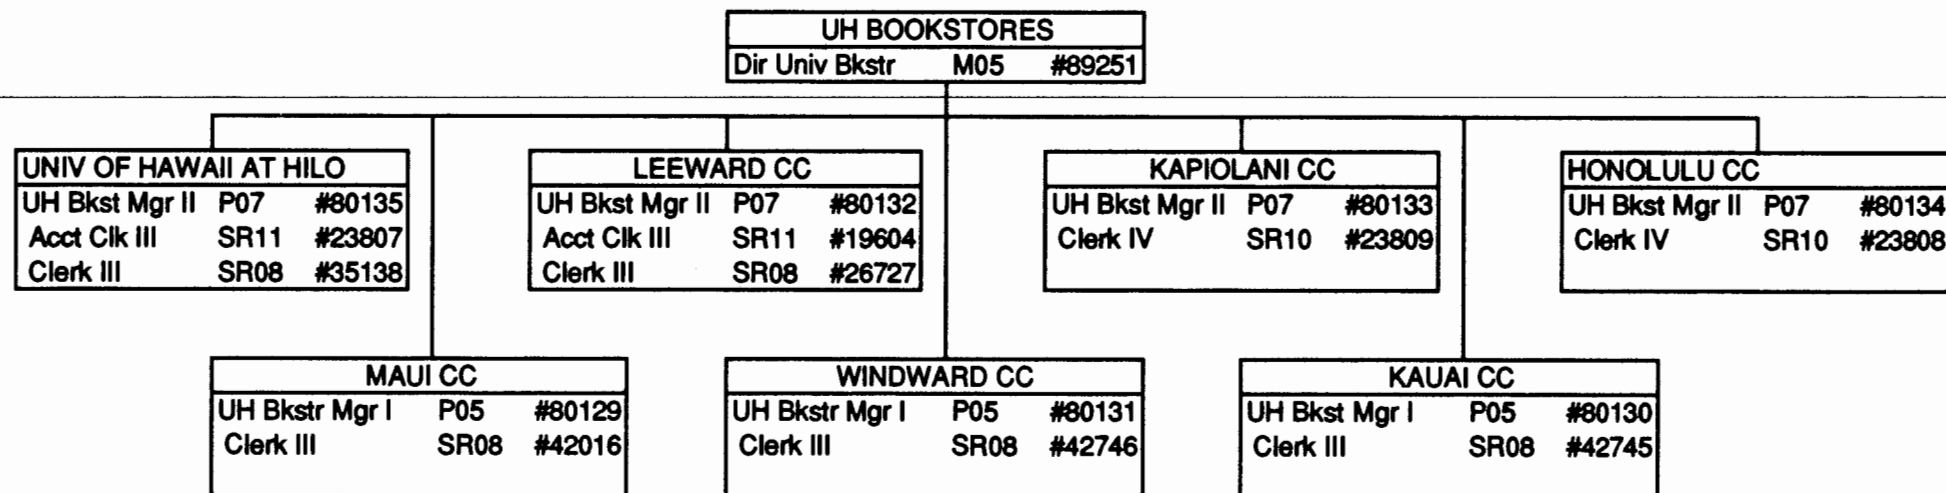 UH BOOKSTORES
Dir Univ Bkstr M05 #89251
UNIV OF HAWAII AT HILO
UH Bkst Mgr II P07 #80135
Acct Clk III SR11 #23807
Clerk III SR08 #35138
LEEWARD CC
UH Bkst Mgr II P07 #80132
Acct Clk III SR11 #19604
Clerk III SR08 #26727
KAPIOLANI CC
UH Bkst Mgr II P07 #80133
Clerk IV SR10 #23809
HONOLULU CC
UH Bkst Mgr II P07 #80134
Clerk IV SR10 #23808
MAUI CC
UH Bkstr Mgr I P05 #80129
Clerk III SR08 #42016
WINDWARD CC
UH Bkstr Mgr I P05 #80131
Clerk III SR08 #42746
KAUAI CC
UH Bkst Mgr I P05 #80130
Clerk III SR08 #42745